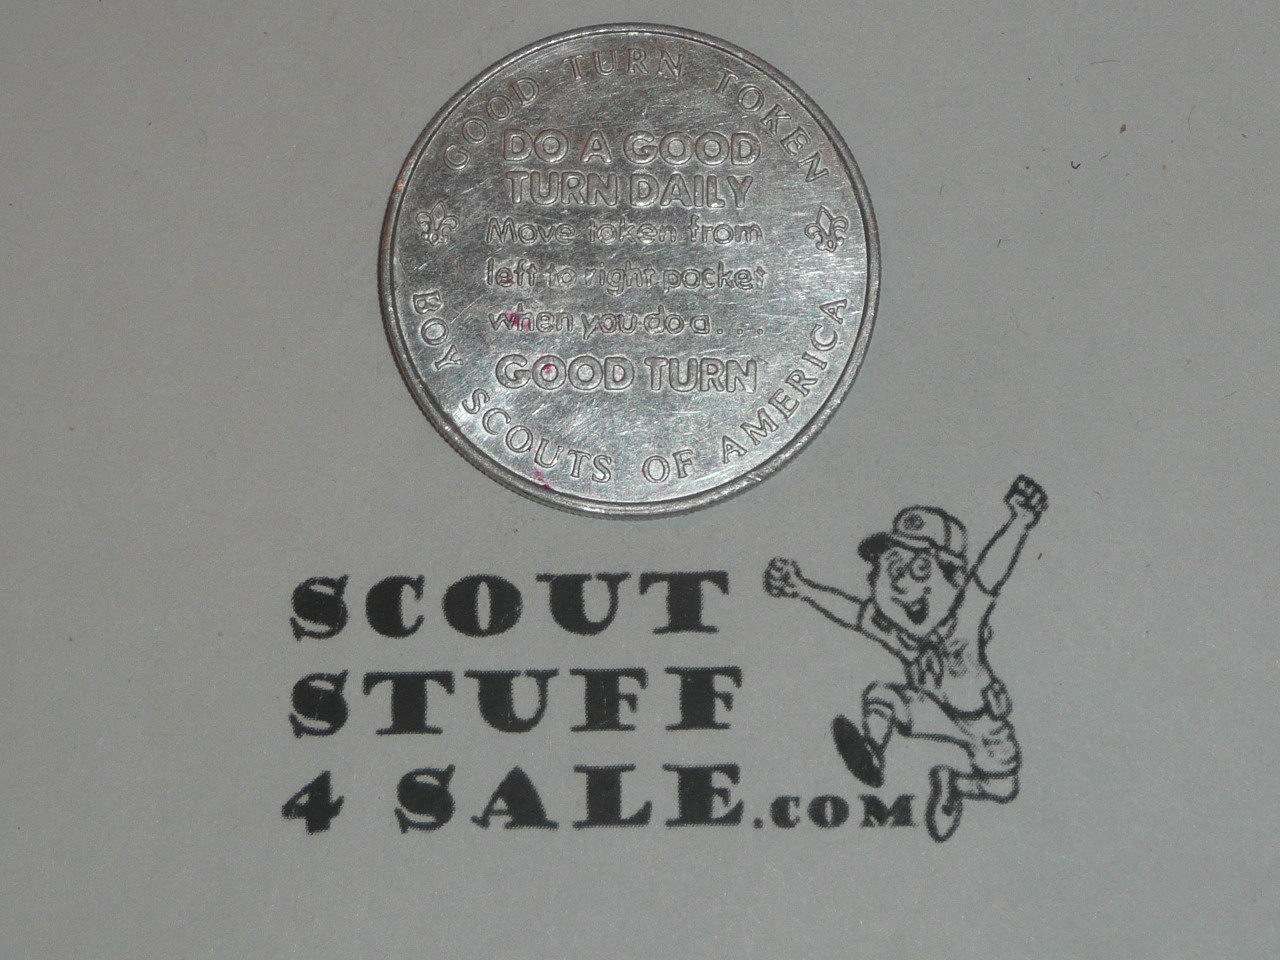 GOOD TURN TOKEN
DO A GOOD
TURN DAILY
Move token from
left to right pocket
when you do a . . .
GOOD TURN
BOY SCOUTS OF AMERICA
SCOUT
STUFF
4 SALE.COM